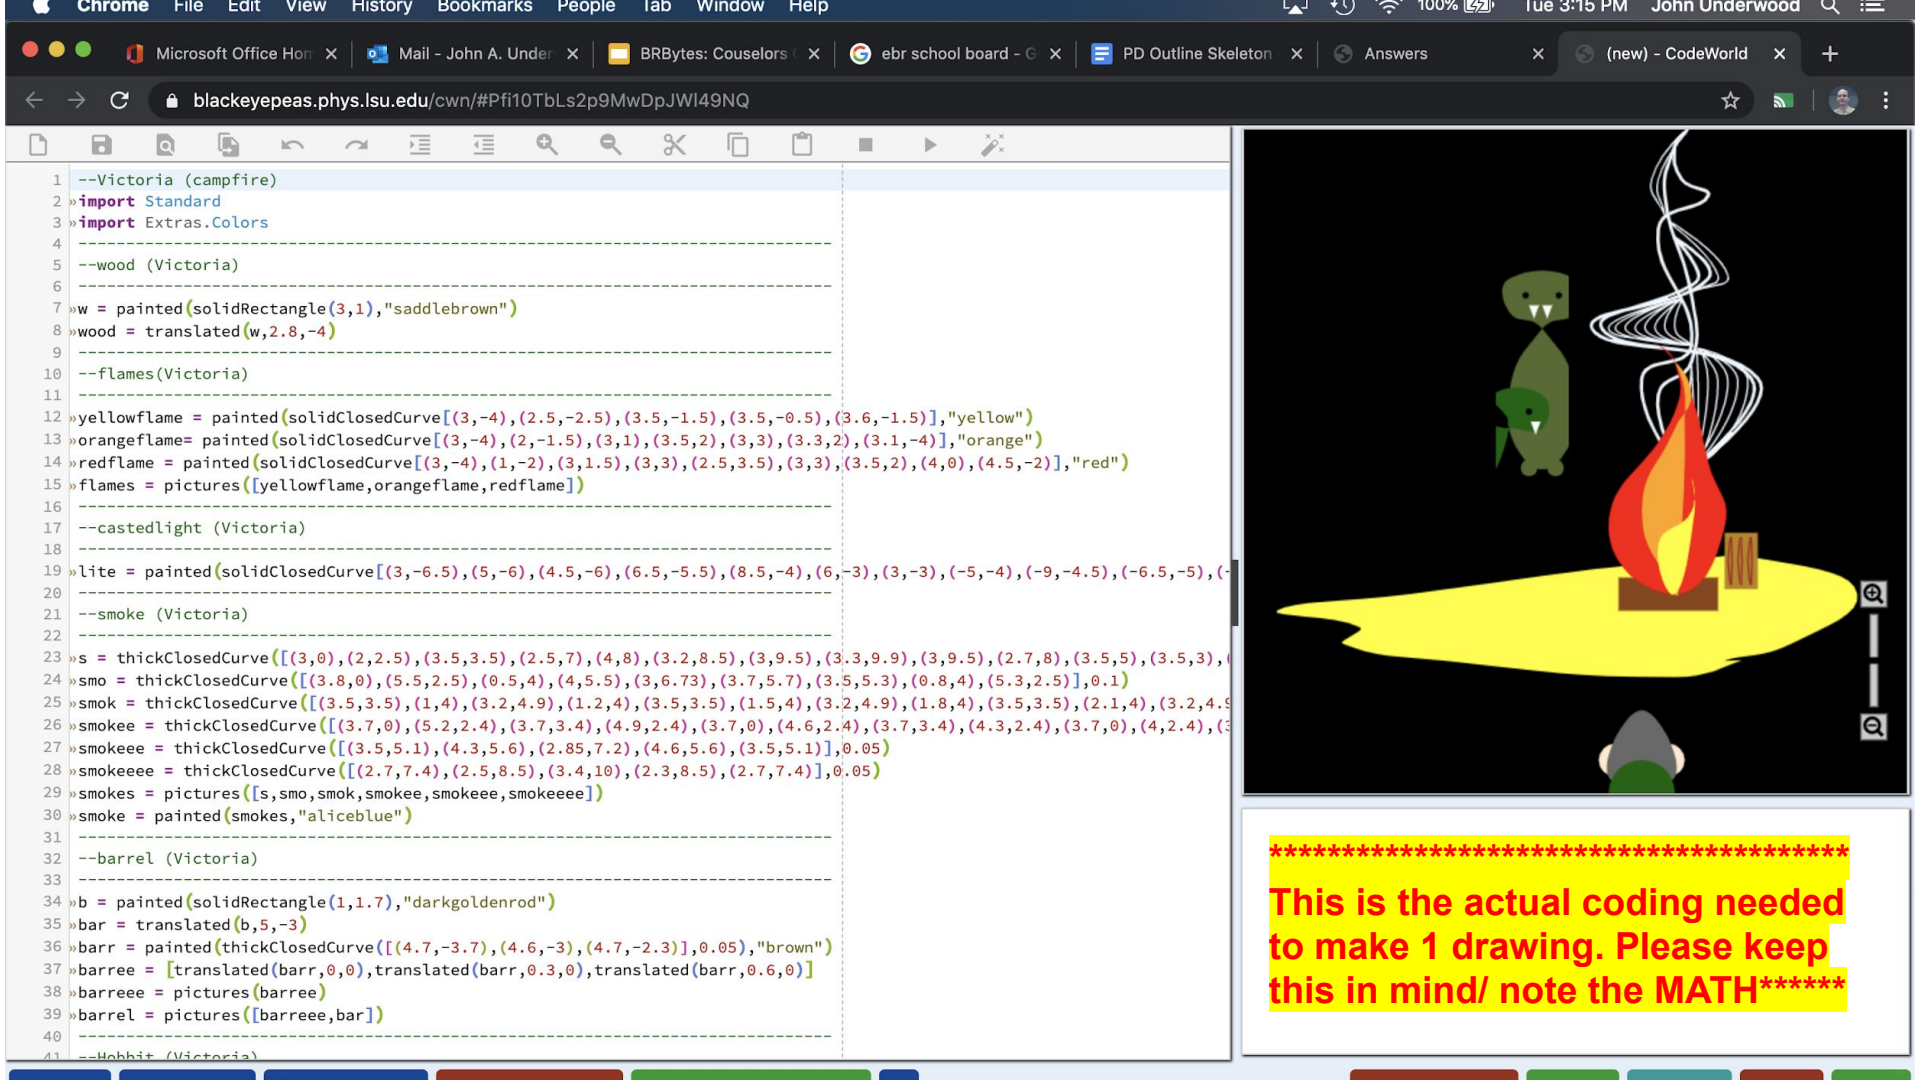 Chrome File Edit View History Bookmarks People Tab Window Help 100% Tue 3:15 PM John Underwood
Microsoft Office Hom Mail - John A. Under BRBytes: Couselors ebr school board - G PD Outline Skeleton Answers (new) - CodeWorld
blackeyepeas.phys.lsu.edu/cwn/#Pfi10TbLs2p9MwDpJWl49NQ
1 --Victoria (campfire)
2 import Standard
3 import Extras.Colors
4 ------------------------------------------------------------------------------
5 --wood (Victoria)
6 ------------------------------------------------------------------------------
7 w = painted(solidRectangle(3,1),"saddlebrown")
8 wood = translated(w,2.8,-4)
9 ------------------------------------------------------------------------------
10 --flames(Victoria)
11 ------------------------------------------------------------------------------
12 yellowflame = painted(solidClosedCurve[(3,-4),(2.5,-2.5),(3.5,-1.5),(3.5,-0.5),(3.6,-1.5)],"yellow")
13 orangeflame= painted(solidClosedCurve[(3,-4),(2,-1.5),(3,1),(3.5,2),(3,3),(3.3,2),(3.1,-4)],"orange")
14 redflame = painted(solidClosedCurve[(3,-4),(1,-2),(3,1.5),(3,3),(2.5,3.5),(3,3),(3.5,2),(4,0),(4.5,-2)],"red")
15 flames = pictures([yellowflame,orangeflame,redflame])
16 ------------------------------------------------------------------------------
17 --castedlight (Victoria)
18 ------------------------------------------------------------------------------
19 lite = painted(solidClosedCurve[(3,-6.5),(5,-6),(4.5,-6),(6.5,-5.5),(8.5,-4),(6,-3),(3,-3),(-5,-4),(-9,-4.5),(-6.5,-5),(-
20 ------------------------------------------------------------------------------
21 --smoke (Victoria)
22 ------------------------------------------------------------------------------
23 s = thickClosedCurve([(3,0),(2,2.5),(3.5,3.5),(2.5,7),(4,8),(3.2,8.5),(3,9.5),(3.3,9.9),(3,9.5),(2.7,8),(3.5,5),(3.5,3),(
24 smo = thickClosedCurve([(3.8,0),(5.5,2.5),(0.5,4),(4,5.5),(3,6.73),(3.7,5.7),(3.5,5.3),(0.8,4),(5.3,2.5)],0.1)
25 smok = thickClosedCurve([(3.5,3.5),(1,4),(3.2,4.9),(1.2,4),(3.5,3.5),(1.5,4),(3.2,4.9),(1.8,4),(3.5,3.5),(2.1,4),(3.2,4.9
26 smokee = thickClosedCurve([(3.7,0),(5.2,2.4),(3.7,3.4),(4.9,2.4),(3.7,0),(4.6,2.4),(3.7,3.4),(4.3,2.4),(3.7,0),(4,2.4),(3
27 smokeee = thickClosedCurve([(3.5,5.1),(4.3,5.6),(2.85,7.2),(4.6,5.6),(3.5,5.1)],0.05)
28 smokeeee = thickClosedCurve([(2.7,7.4),(2.5,8.5),(3.4,10),(2.3,8.5),(2.7,7.4)],0.05)
29 smokes = pictures([s,smo,smok,smokee,smokeee,smokeeee])
30 smoke = painted(smokes,"aliceblue")
31 ------------------------------------------------------------------------------
32 --barrel (Victoria)
33 ------------------------------------------------------------------------------
34 b = painted(solidRectangle(1,1.7),"darkgoldenrod")
35 bar = translated(b,5,-3)
36 barr = painted(thickClosedCurve([(4.7,-3.7),(4.6,-3),(4.7,-2.3)],0.05),"brown")
37 barree = [translated(barr,0,0),translated(barr,0.3,0),translated(barr,0.6,0)]
38 barreee = pictures(barree)
39 barrel = pictures([barreee,bar])
40 ------------------------------------------------------------------------------
41 --Hobbit (Victoria)
****************************************
This is the actual coding needed
to make 1 drawing. Please keep
this in mind/ note the MATH******